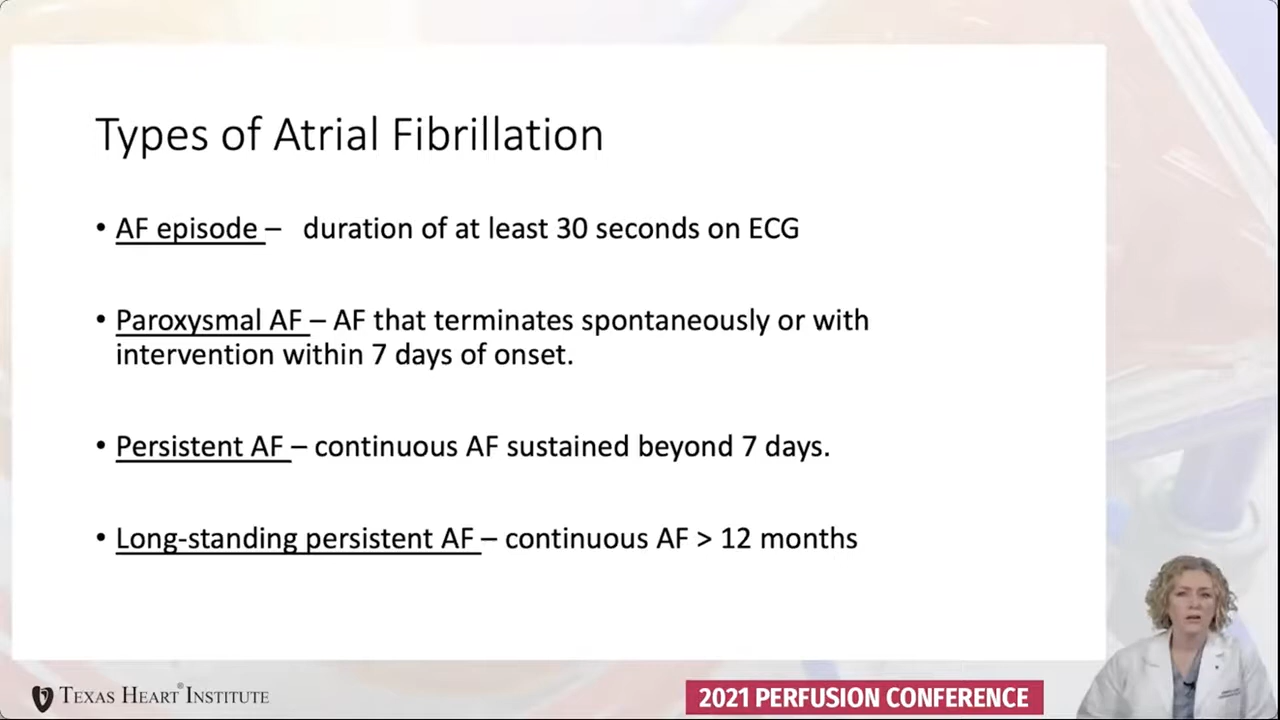 Types of Atrial Fibrillation
• AF episode – duration of at least 30 seconds on ECG
• Paroxysmal AF – AF that terminates spontaneously or with
intervention within 7 days of onset.
• Persistent AF – continuous AF sustained beyond 7 days.
• Long-standing persistent AF – continuous AF > 12 months
TEXAS HEART® INSTITUTE
2021 PERFUSION CONFERENCE